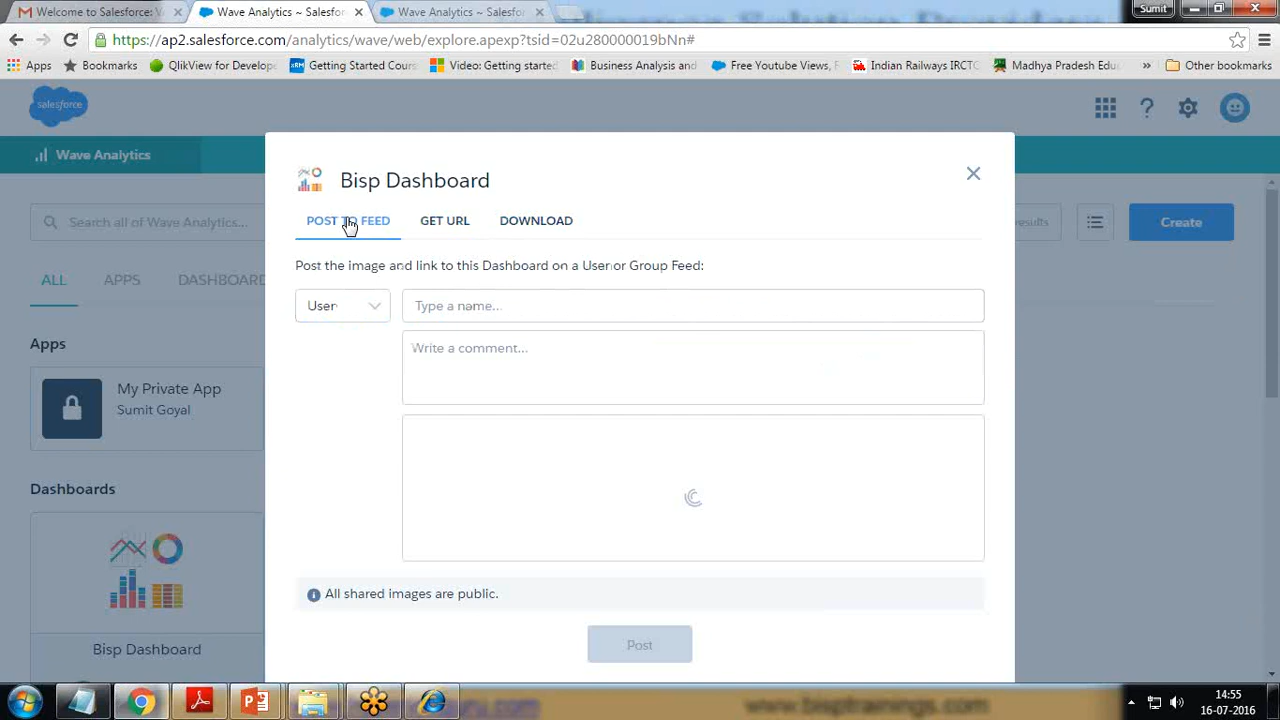 Welcome to Salesforce: V
Wave Analytics ~ Salesfor
Wave Analytics ~ Salesfor
Sumit
https://ap2.salesforce.com/analytics/wave/web/explore.apexp?tsid=02u280000019bNn#
Apps
Bookmarks
QlikView for Develope
Getting Started Cour
Video: Getting started
Business Analysis and
Free Youtube Views,
Indian Railways IRCTC
Madhya Pradesh Edu
»
Other bookmarks
salesforce
Wave Analytics
Bisp Dashboard
POST TO FEED
GET URL
DOWNLOAD
Search all of Wave Analytics...
results
Create
Post the image and link to this Dashboard on a User or Group Feed:
ALL
APPS
DASHBOARD
User
Type a name...
Write a comment...
Apps
My Private App
Sumit Goyal
Dashboards
All shared images are public.
Bisp Dashboard
Post
www.bisptrainings.com
14:55
16-07-2016